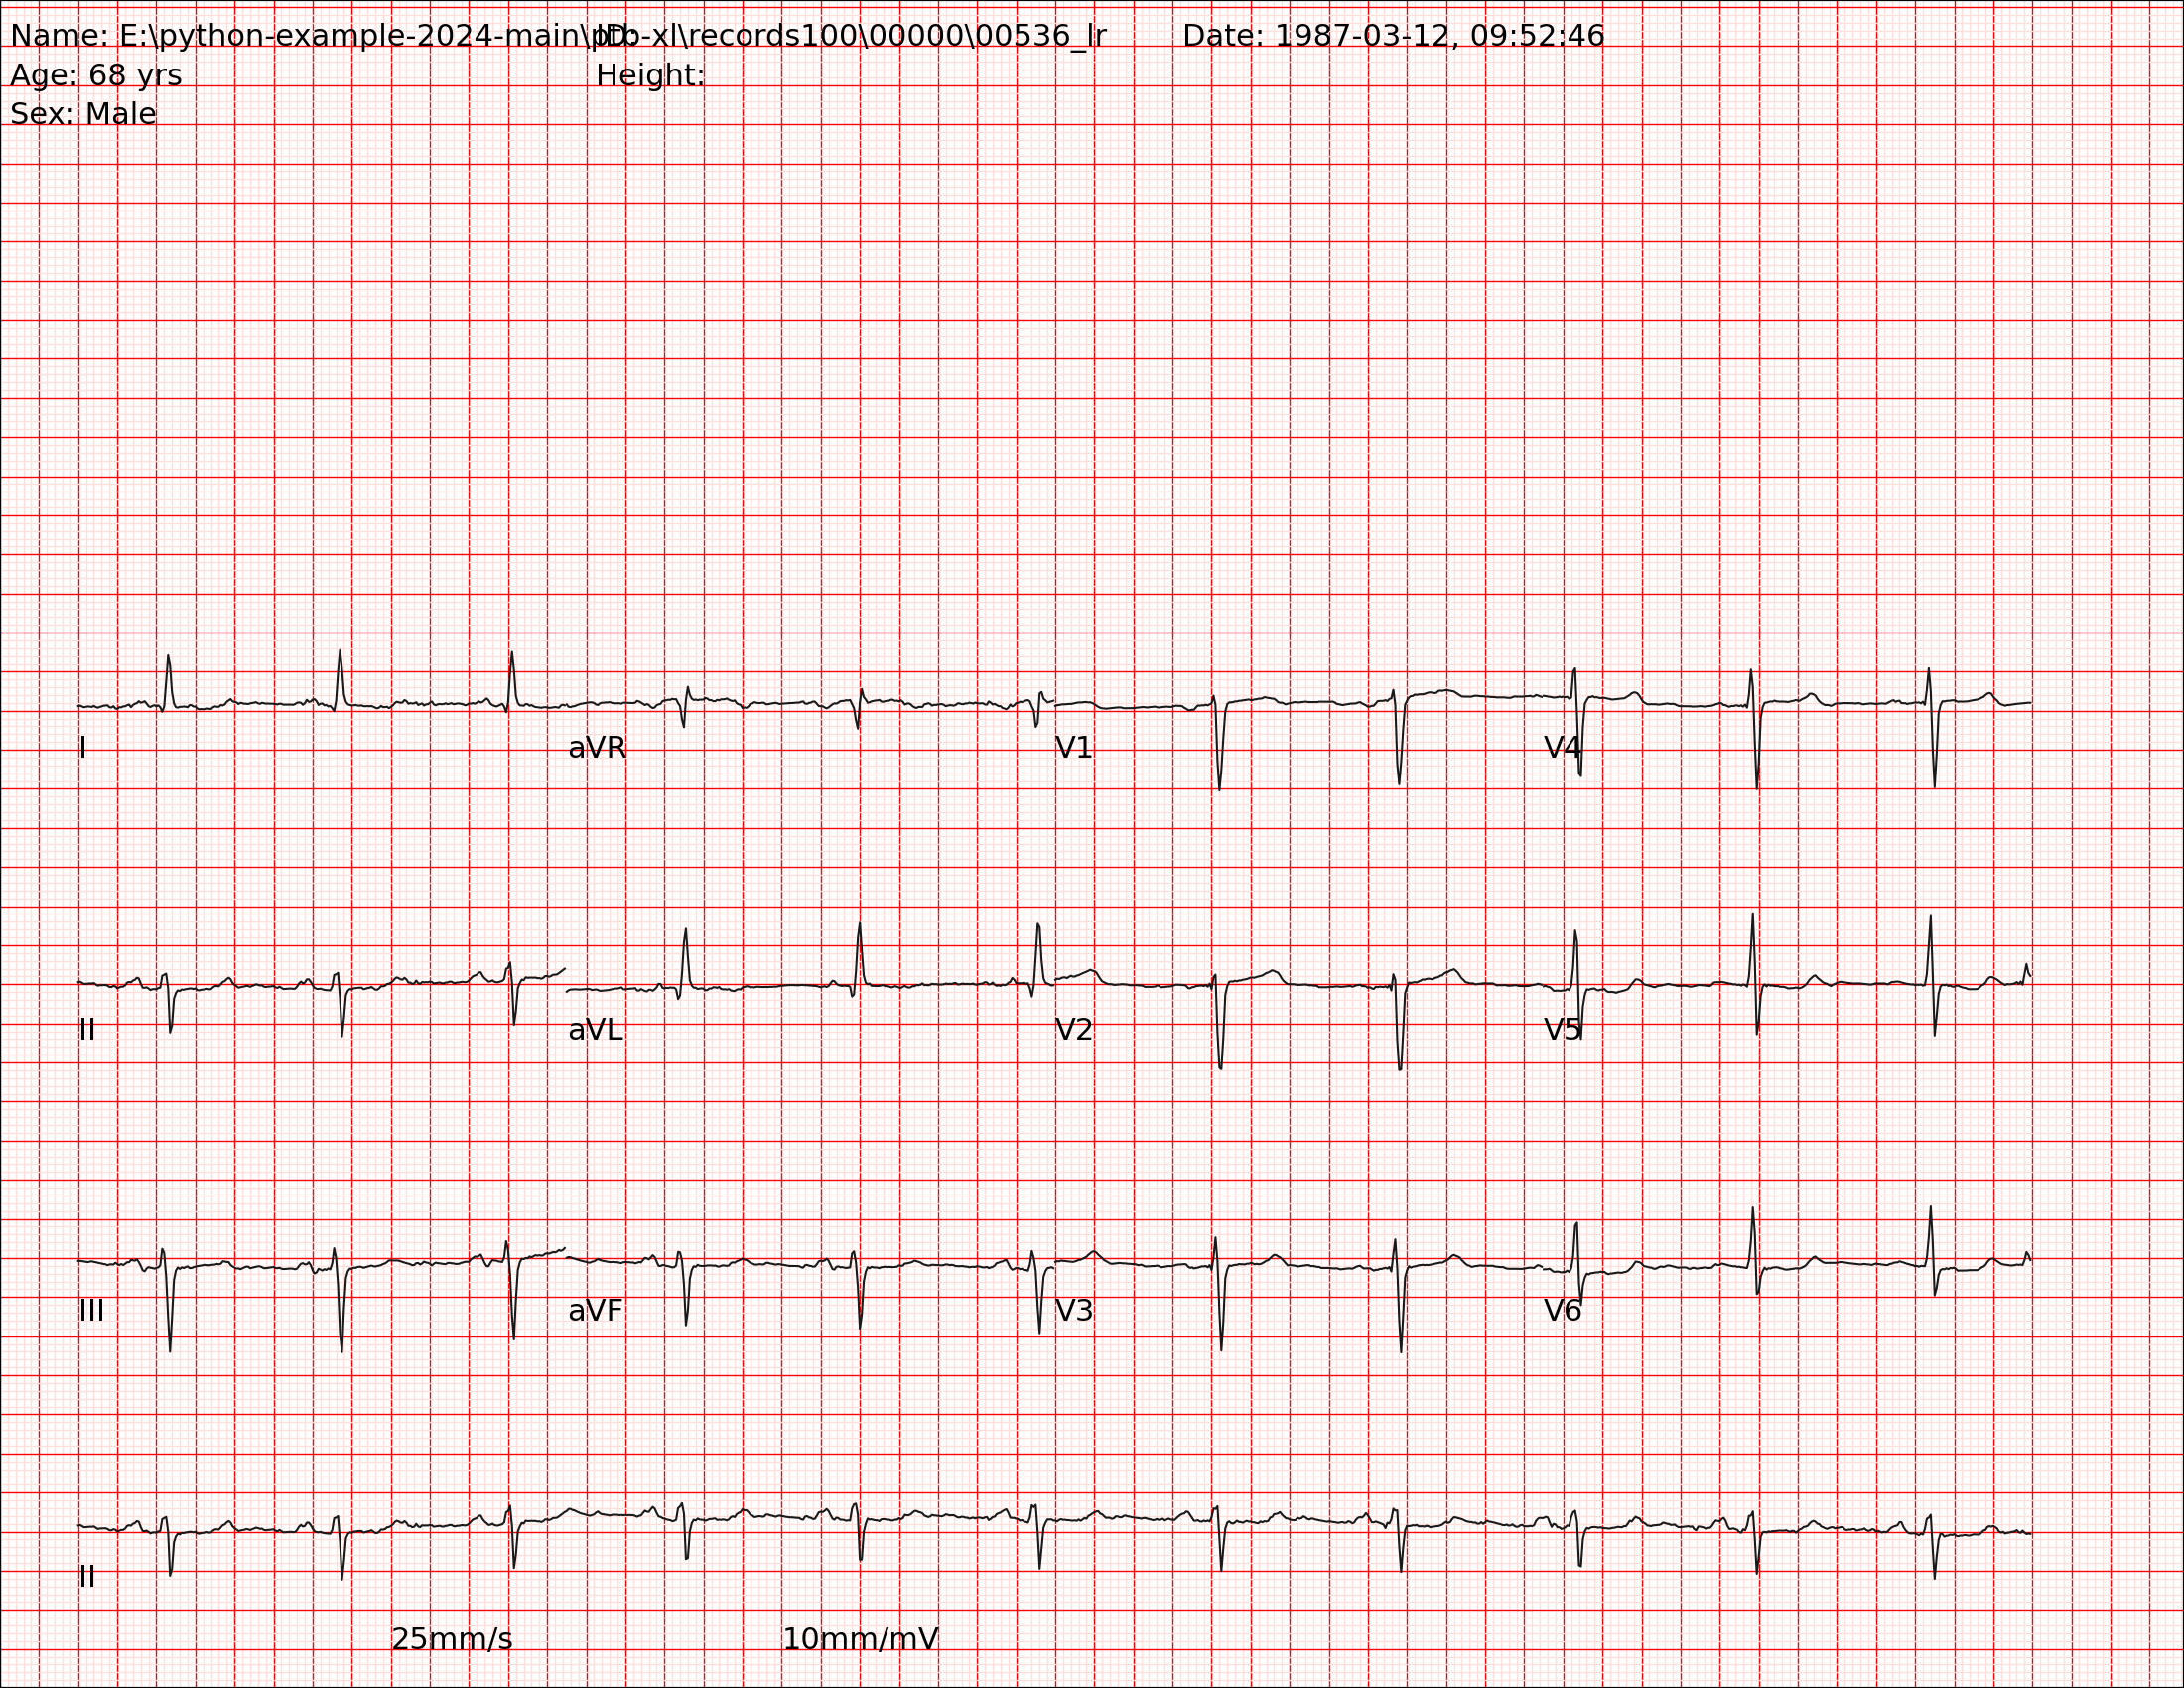 Name: E:\python-example-2024-main\ptb-xl\records100\00000\00536_lr ID: Date: 1987-03-12, 09:52:46
Age: 68 yrs Height:
Sex: Male
I aVR V1 V4
II aVL V2 V5
III aVF V3 V6
II
25mm/s 10mm/mV